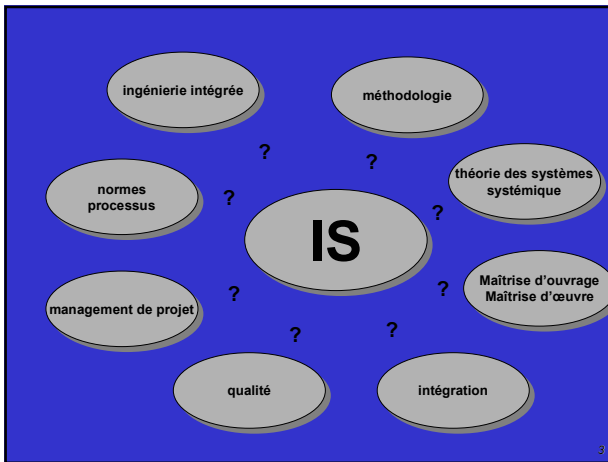 ingénierie intégrée
méthodologie
?
?
théorie des systèmes
systémique
normes
processus
?
?
IS
Maîtrise d'ouvrage
Maîtrise d'œuvre
?
?
management de projet
?
?
qualité
intégration
3